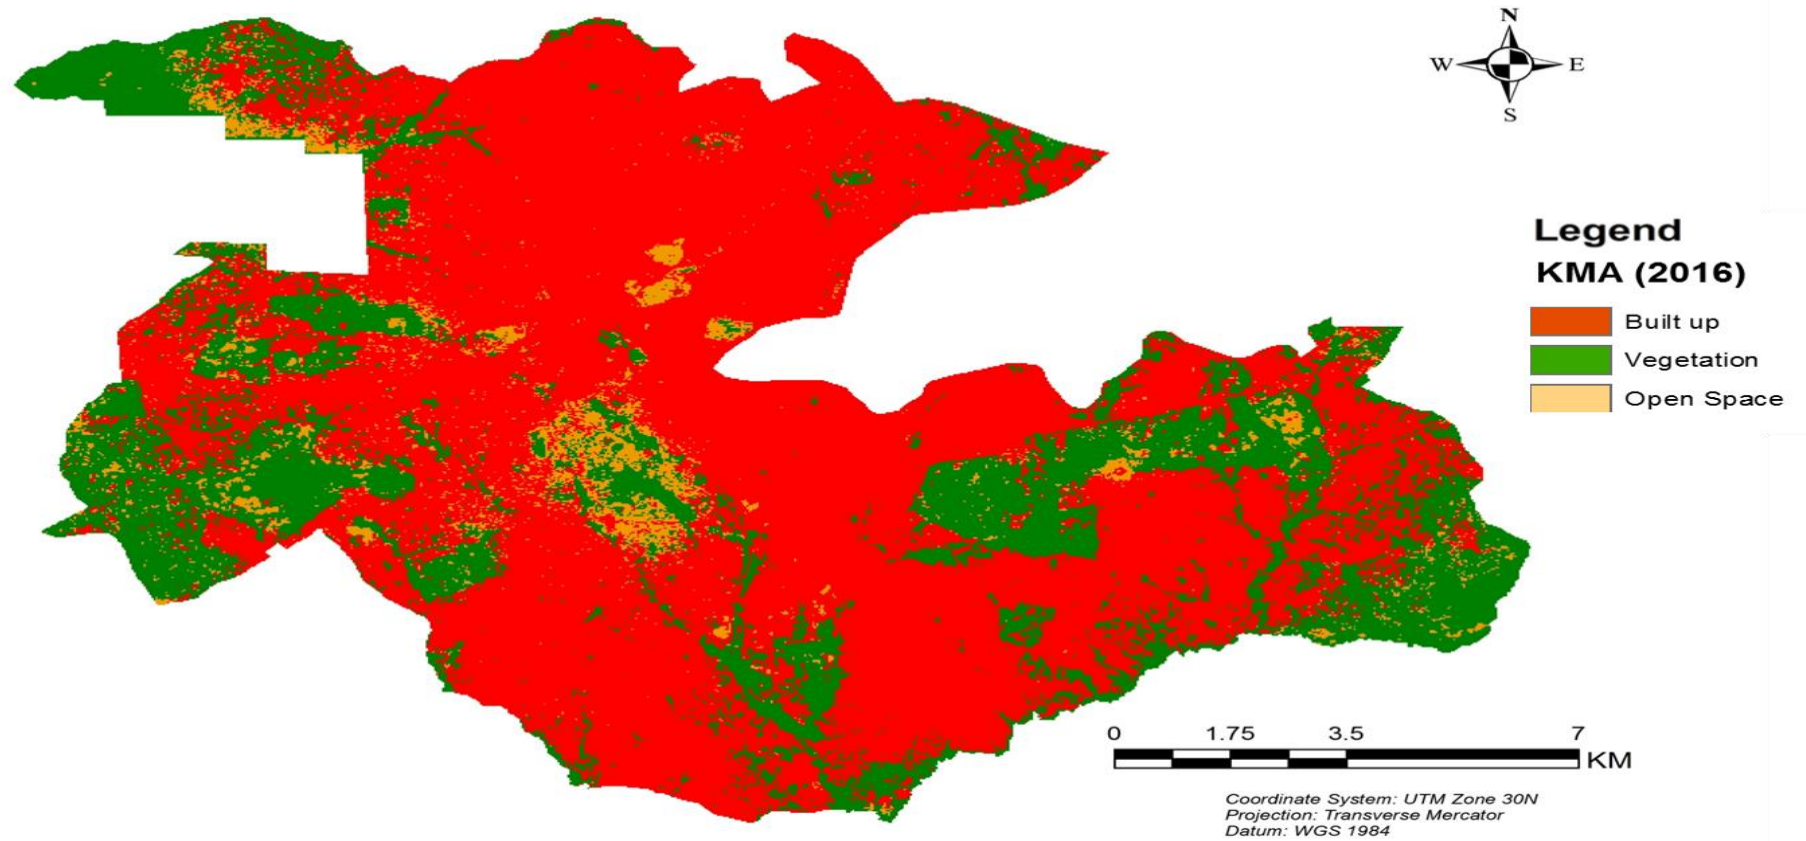 N
W E
S
Legend
KMA (2016)
Built up
Vegetation
Open Space
0 1.75 3.5 7
KM
Coordinate System: UTM Zone 30N
Projection: Transverse Mercator
Datum: WGS 1984